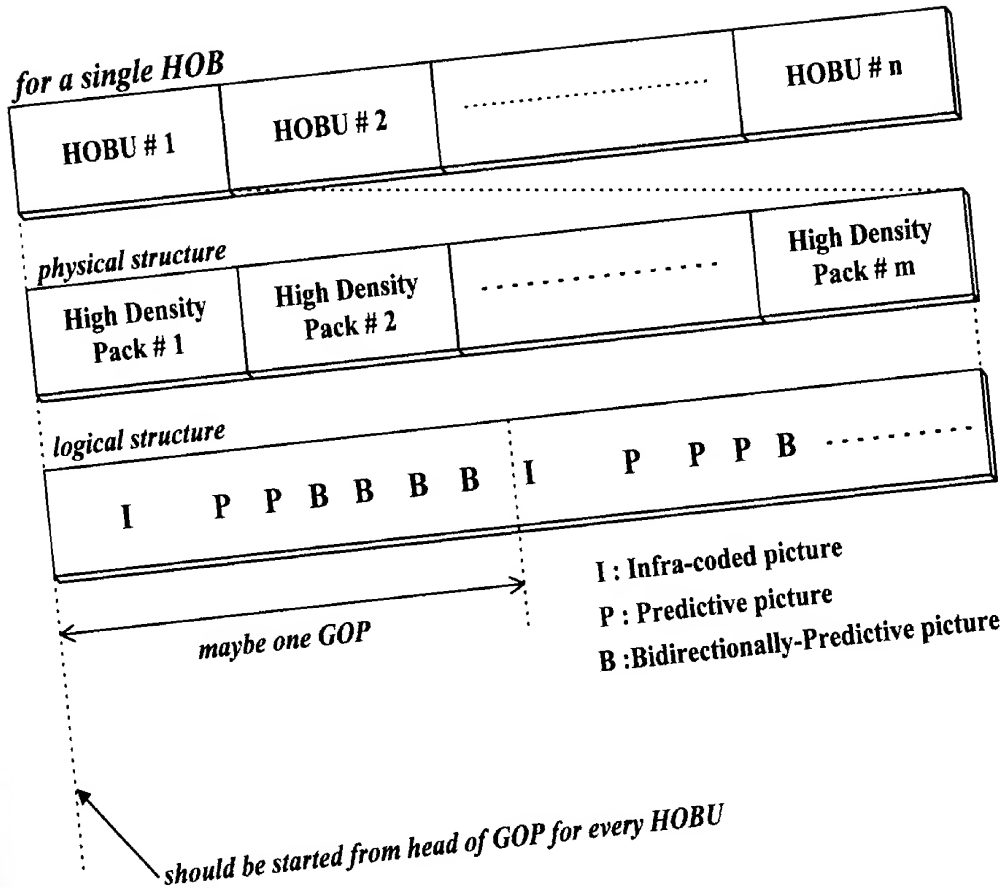 for a single HOB
HOBU # 1 HOBU # 2 ........................ HOBU # n
physical structure
High Density Pack # 1
High Density Pack # 2
........................
High Density Pack # m
logical structure
I P P B B B B I P P P B ........................
I : Infra-coded picture
P : Predictive picture
B :Bidirectionally-Predictive picture
maybe one GOP
should be started from head of GOP for every HOBU